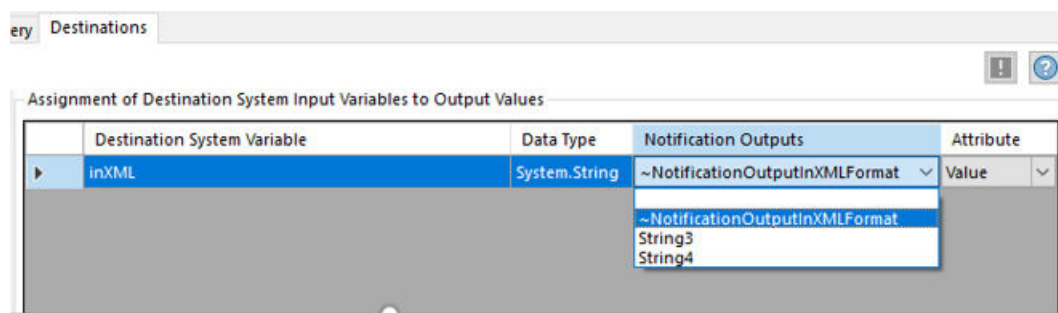 ery Destinations
Assignment of Destination System Input Variables to Output Values
Destination System Variable Data Type Notification Outputs Attribute
inXML System.String ~NotificationOutputInXMLFormat Value
~NotificationOutputInXMLFormat
String3
String4